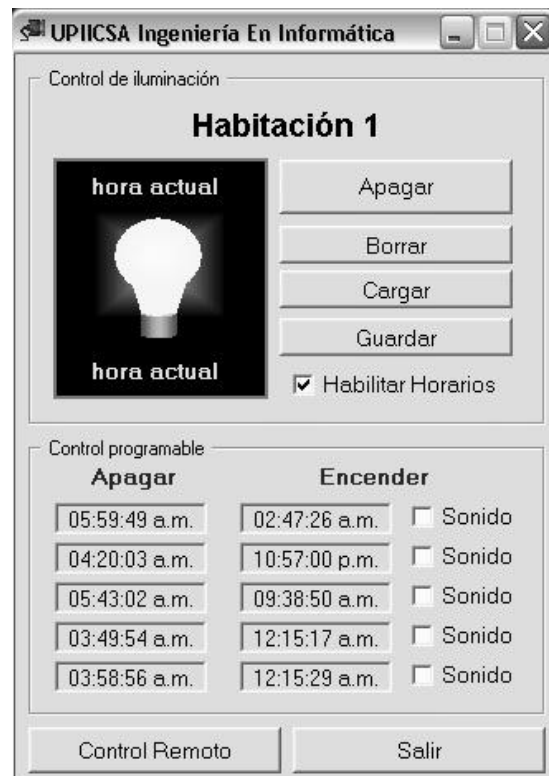 UPIICSA Ingeniería En Informática
Control de iluminación
Habitación 1
hora actual
Apagar
Borrar
Cargar
Guardar
hora actual
Habilitar Horarios
Control programable
Apagar Encender
05:59:49 a.m. 02:47:26 a.m. Sonido
04:20:03 a.m. 10:57:00 p.m. Sonido
05:43:02 a.m. 09:38:50 a.m. Sonido
03:49:54 a.m. 12:15:17 a.m. Sonido
03:58:56 a.m. 12:15:29 a.m. Sonido
Control Remoto Salir